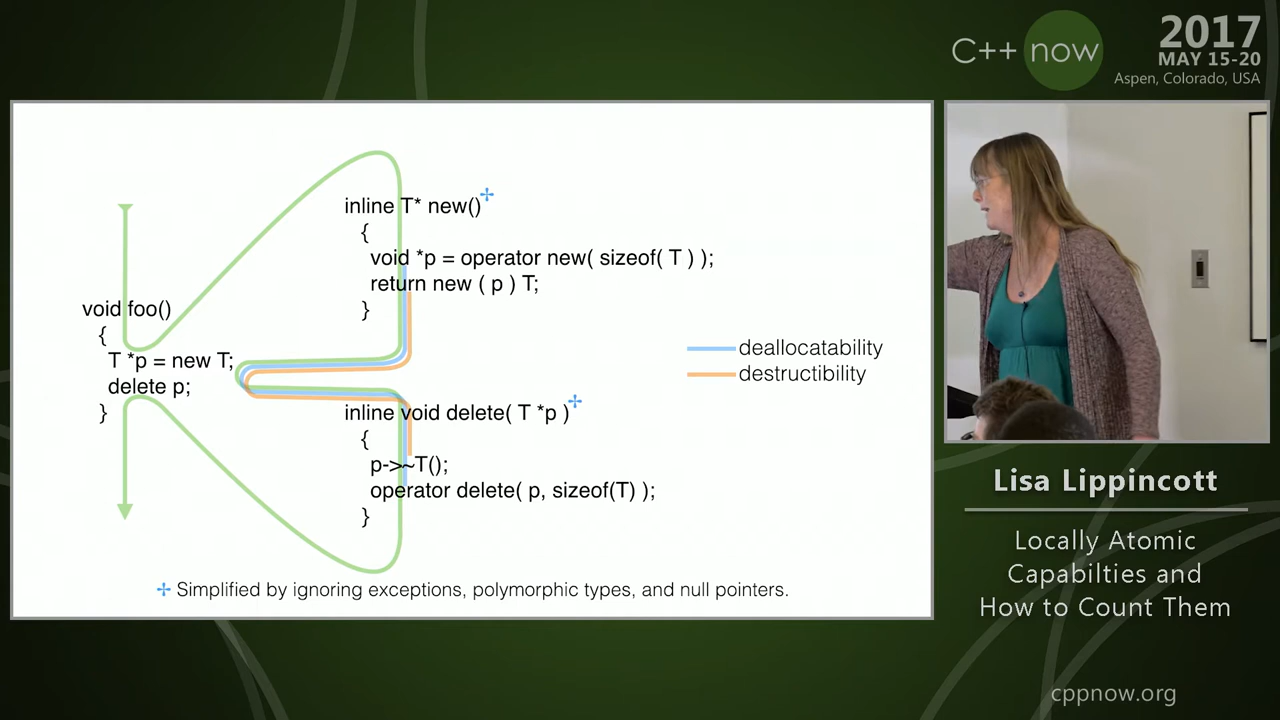 C++ now
2017
MAY 15-20
Aspen, Colorado, USA
void foo()
{
T *p = new T;
delete p;
}
inline T* new()✢
{
void *p = operator new( sizeof( T ) );
return new ( p ) T;
}
deallocatability
destructibility
inline void delete( T *p )✢
{
p->~T();
operator delete( p, sizeof(T) );
}
✢ Simplified by ignoring exceptions, polymorphic types, and null pointers.
Lisa Lippincott
Locally Atomic
Capabilties and
How to Count Them
cppnow.org